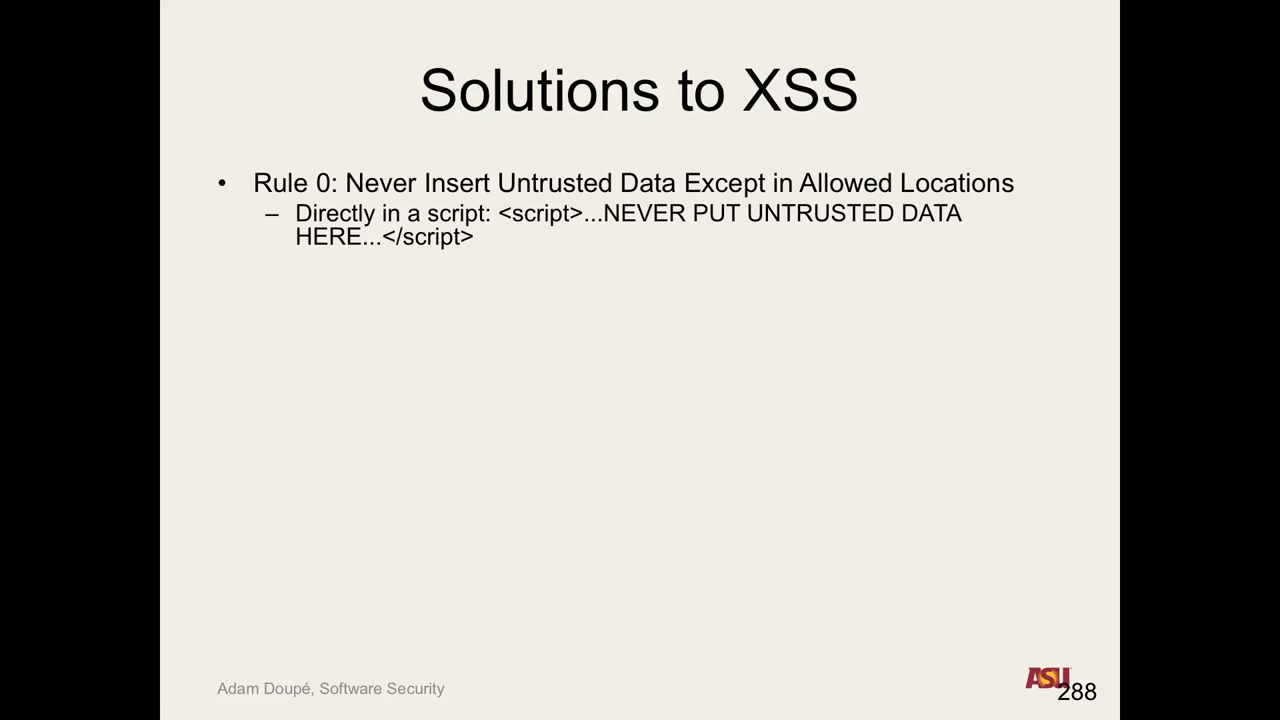 Solutions to XSS
• Rule 0: Never Insert Untrusted Data Except in Allowed Locations
– Directly in a script: <script>...NEVER PUT UNTRUSTED DATA
HERE...</script>
Adam Doupé, Software Security
ASU
288